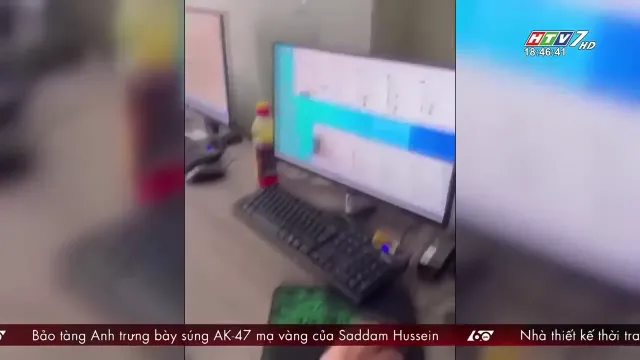 HTV7 HD
18:46:41
Bảo tàng Anh trưng bày súng AK-47 mạ vàng của Saddam Hussein
60
Nhà thiết kế thời tra